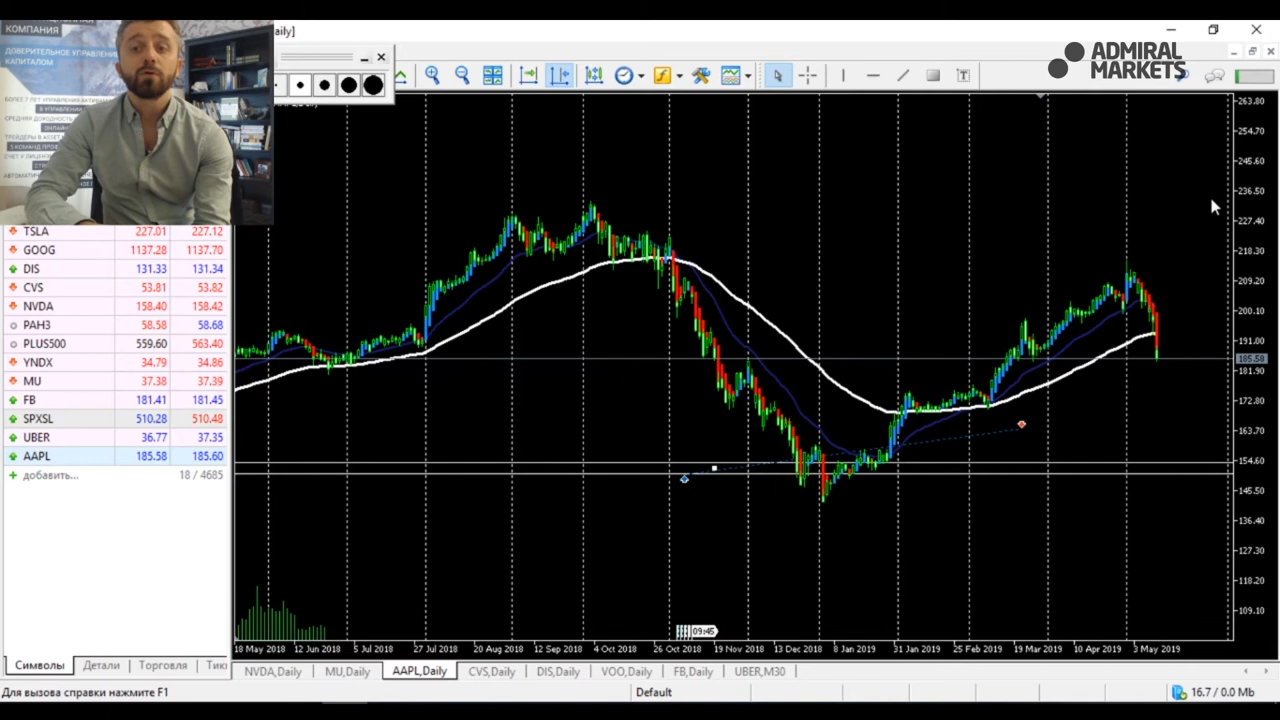 КОМПАНИЯ
ДОВЕРИТЕЛЬНОЕ УПРАВЛЕНИЕ
КАПИТАЛОМ
aily]
ADMIRAL
MARKETS
TSLA 227.01 227.12
GOOG 1137.28 1137.70
DIS 131.33 131.34
CVS 53.81 53.82
NVDA 158.40 158.42
PAH3 58.58 58.68
PLUS500 559.60 563.40
YNDX 34.79 34.86
MU 37.38 37.39
FB 181.41 181.45
SPXSL 510.28 510.48
UBER 36.77 37.35
AAPL 185.58 185.60
добавить... 18 / 4685
263.80
254.70
245.60
236.50
227.40
218.30
209.20
200.10
191.00
185.58
181.90
172.80
163.70
154.60
145.50
136.40
127.30
118.20
109.10
09:45
18 May 2018 12 Jun 2018 5 Jul 2018 27 Jul 2018 20 Aug 2018 12 Sep 2018 4 Oct 2018 26 Oct 2018 19 Nov 2018 13 Dec 2018 8 Jan 2019 31 Jan 2019 25 Feb 2019 19 Mar 2019 10 Apr 2019 3 May 2019
Символы Детали Торговля Тик
NVDA,Daily MU,Daily AAPL,Daily CVS,Daily DIS,Daily VOO,Daily FB,Daily UBER,M30
Для вызова справки нажмите F1 Default 16.7 / 0.0 Mb